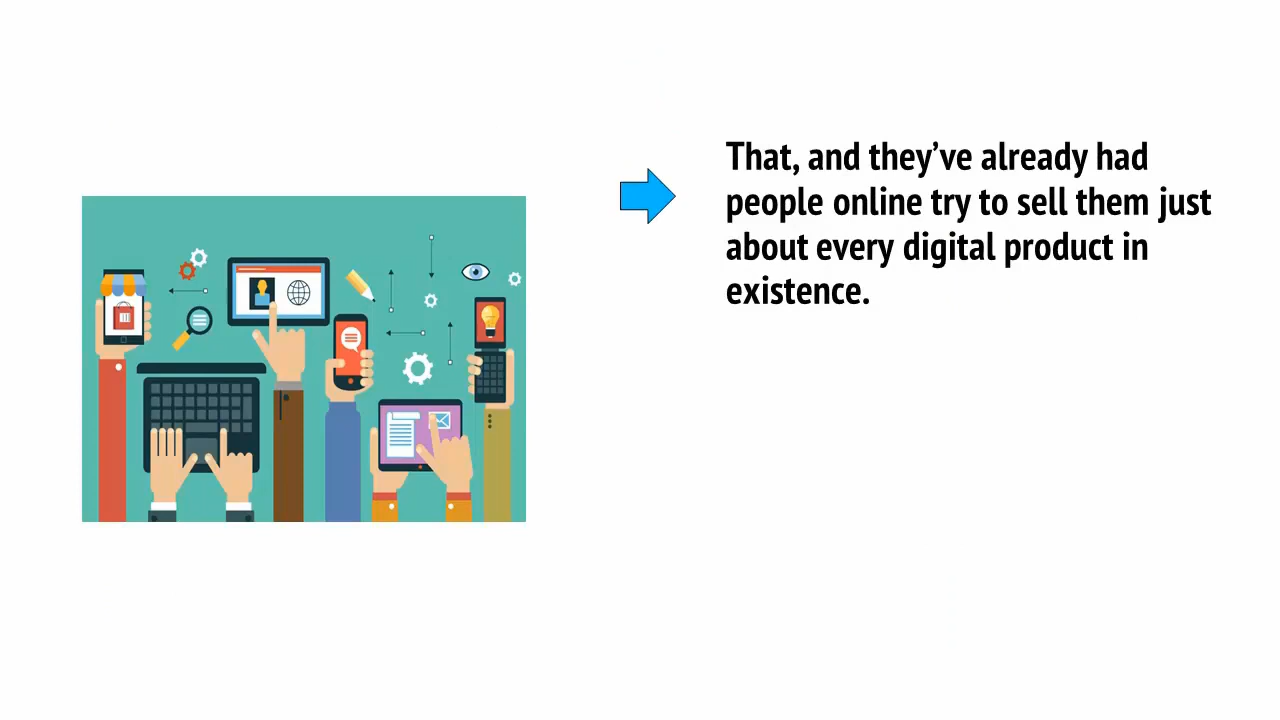 That, and they’ve already had
people online try to sell them just
about every digital product in
existence.